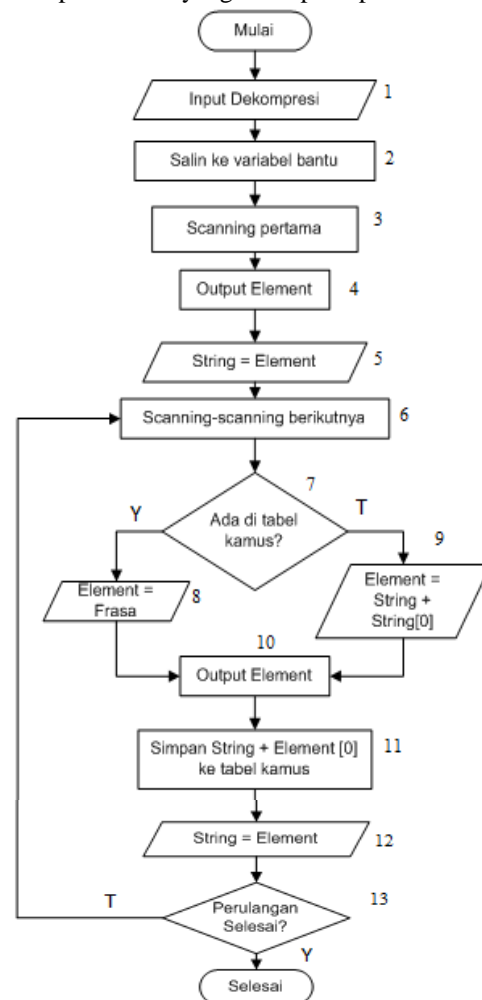 Mulai
Input Dekompresi
1
Salin ke variabel bantu
2
Scanning pertama
3
Output Element
4
String = Element
5
Scanning-scanning berikutnya
6
7
Y
Ada di tabel
kamus?
T
9
Element =
Frasa
8
Element =
String +
String[0]
10
Output Element
Simpan String + Element [0]
ke tabel kamus
11
String = Element
12
13
T
Perulangan
Selesai?
Y
Selesai